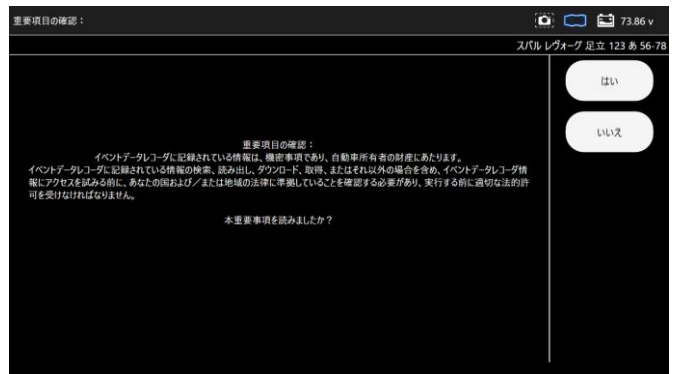 重要項目の確認：
73.86 v
スバル レヴォーグ 足立 123 あ 56-78
はい
いいえ
重要項目の確認：
イベントデータレコーダに記録されている情報は、機密事項であり、自動車所有者の財産にあたります。
イベントデータレコーダに記録されている情報の検索、読み出し、ダウンロード、取得、またはそれ以外の場合を含め、イベントデータレコーダ情
報にアクセスを試みる前に、あなたの国および／または地域の法律に準拠していることを確認する必要があり、実行する前に適切な法的許
可を受けなければなりません。
本重要事項を読みましたか？